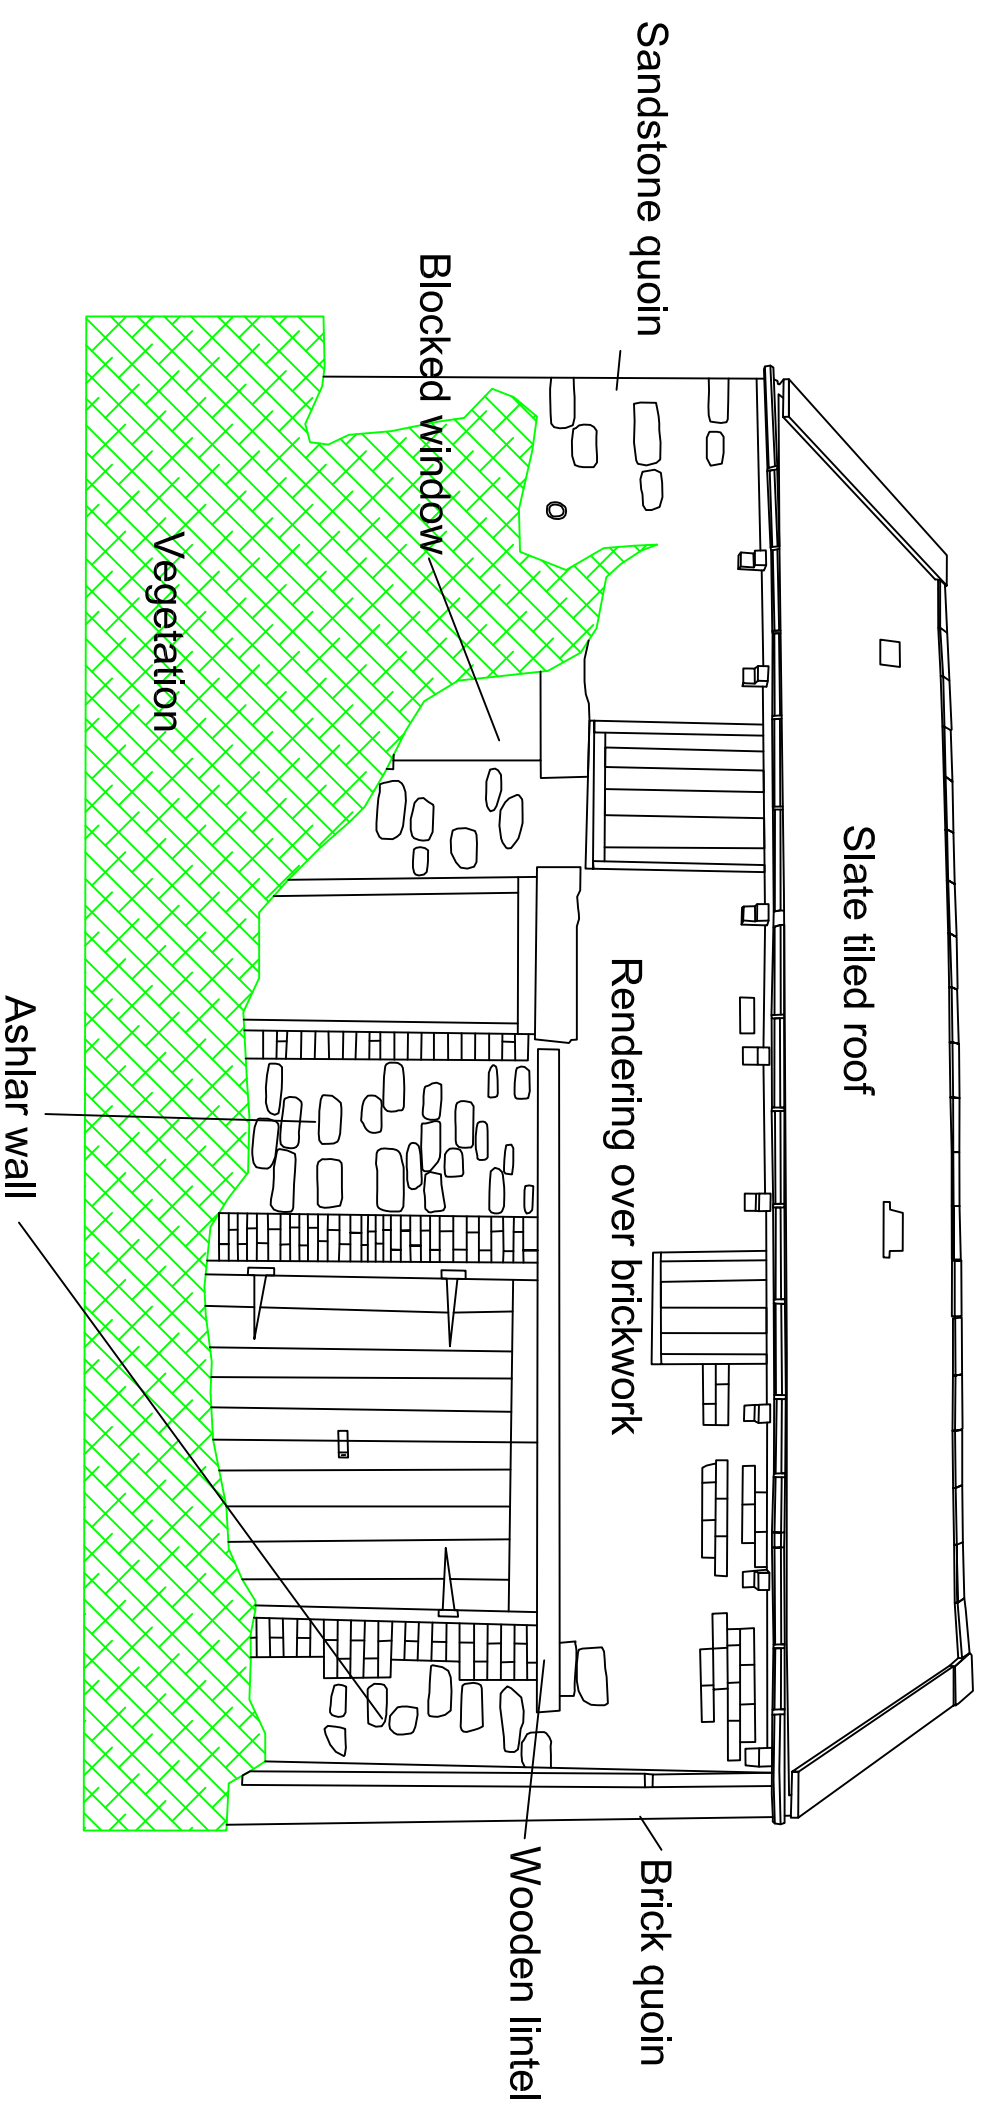 Slate tiled roof
Sandstone quoin
Rendering over brickwork
Brick quoin
Wooden lintel
Blocked window
Vegetation
Ashlar wall